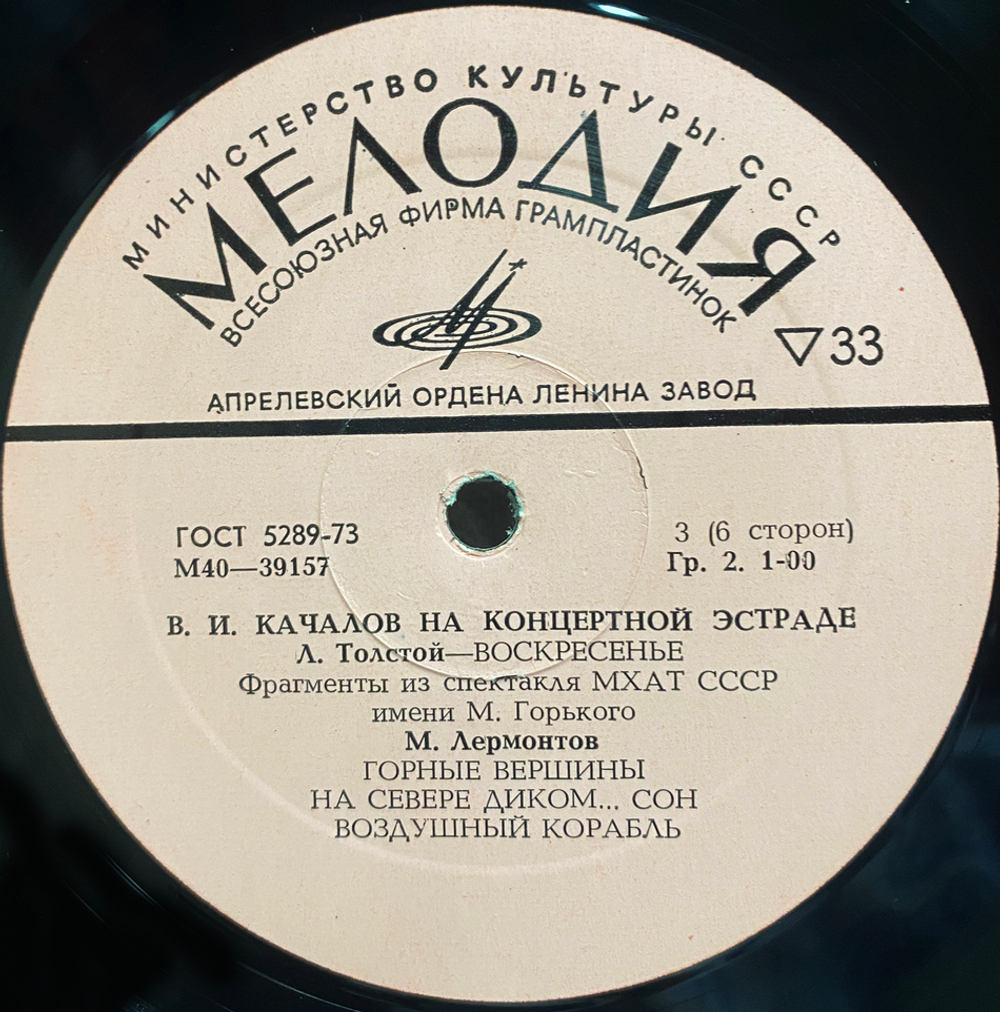 МИНИСТЕРСТВО КУЛЬТУРЫ СССР
МЕЛОДИЯ
ВСЕСОЮЗНАЯ ФИРМА ГРАМПЛАСТИНОК
33
АПРЕЛЕВСКИЙ ОРДЕНА ЛЕНИНА ЗАВОД
ГОСТ 5289-73
М40—39157
3 (6 сторон)
Гр. 2. 1-00
В. И. КАЧАЛОВ НА КОНЦЕРТНОЙ ЭСТРАДЕ
Л. Толстой—ВОСКРЕСЕНЬЕ
Фрагменты из спектакля МХАТ СССР
имени М. Горького
М. Лермонтов
ГОРНЫЕ ВЕРШИНЫ
НА СЕВЕРЕ ДИКОМ... СОН
ВОЗДУШНЫЙ КОРАБЛЬ